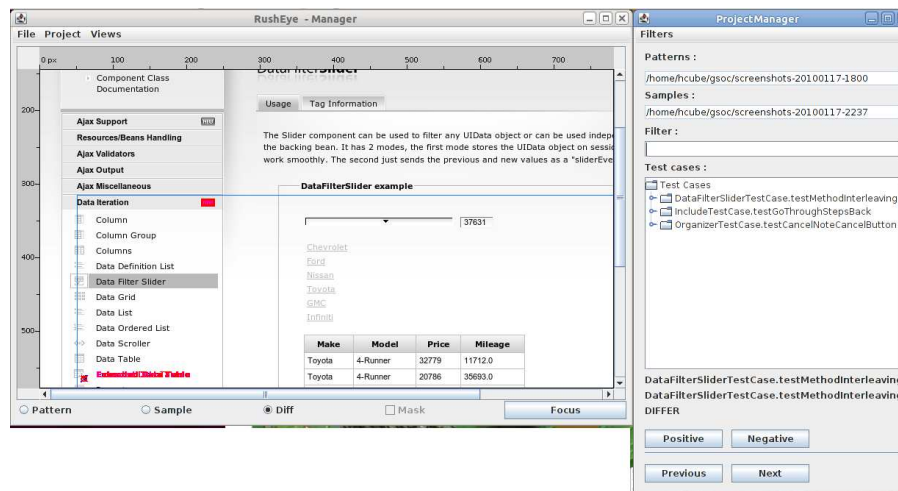 RushEye - Manager
File Project Views
0 px 100 200 300 400 500 600 700
200
300
400
500
Component Class
Documentation
Ajax Support
Resources/Beans Handling
Ajax Validators
Ajax Output
Ajax Miscellaneous
Data Iteration
Column
Column Group
Columns
Data Definition List
Data Filter Slider
Data Grid
Data List
Data Ordered List
Data Scroller
Data Table
Extended Data Table
DataFilterSlider
Usage Tag Information
The Slider component can be used to filter any UIData object or can be used indepe
the backing bean. It has 2 modes, the first mode stores the UIData object on sessio
work smoothly. The second just sends the previous and new values as a "sliderEve
DataFilterSlider example
37631
Chevrolet
Ford
Nissan
Toyota
GMC
Infiniti
Make Model Price Mileage
Toyota 4-Runner 32779 11712.0
Toyota 4-Runner 20786 35693.0
Pattern Sample Diff Mask Focus
ProjectManager
Filters
Patterns :
/home/hcube/gsoc/screenshots-20100117-1800
Samples :
/home/hcube/gsoc/screenshots-20100117-2237
Filter :
Test cases :
Test Cases
DataFilterSliderTestCase.testMethodInterleaving
IncludeTestCase.testGoThroughStepsBack
OrganizerTestCase.testCancelNoteCancelButton
DataFilterSliderTestCase.testMethodInterleaving
DataFilterSliderTestCase.testMethodInterleaving
DIFFER
Positive Negative
Previous Next